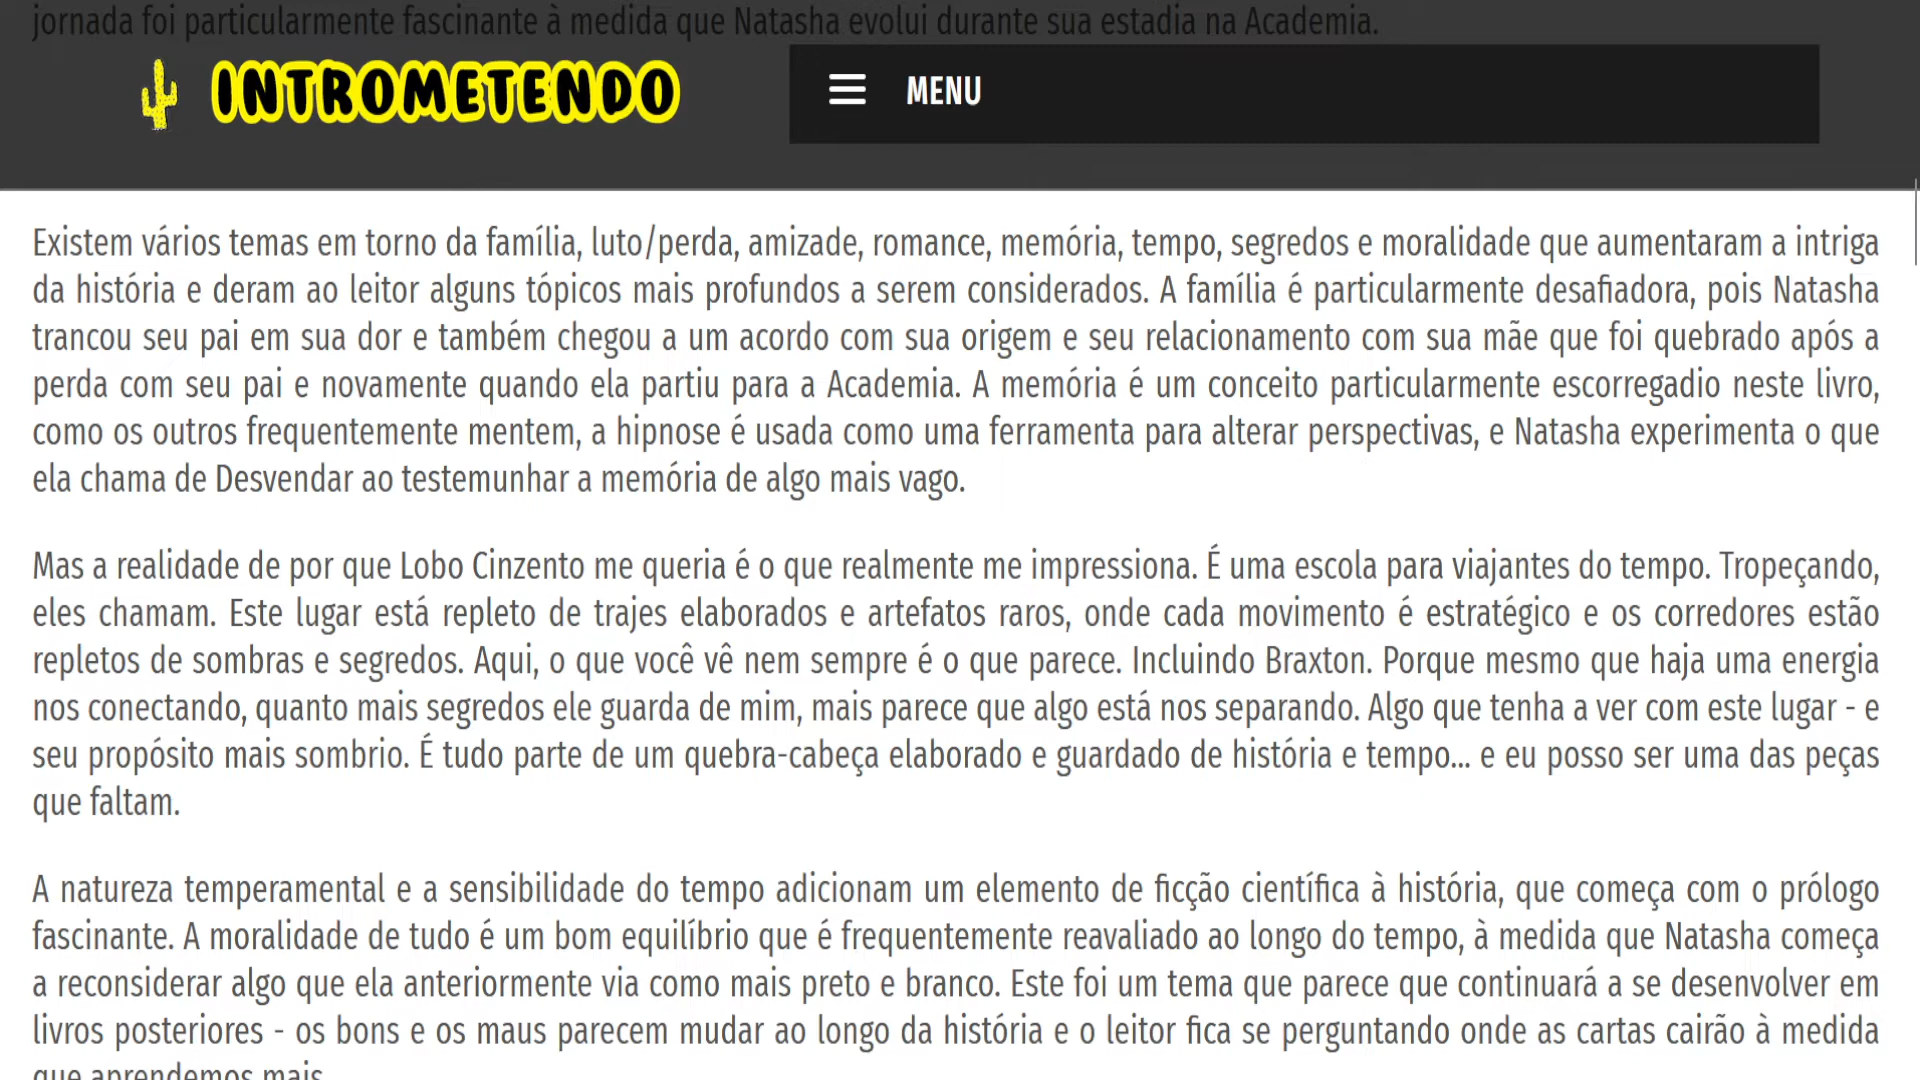 jornada foi particularmente fascinante à medida que Natasha evolui durante sua estadia na Academia.
INTROMETENDO
MENU
Existem vários temas em torno da família, luto/perda, amizade, romance, memória, tempo, segredos e moralidade que aumentaram a intriga
da história e deram ao leitor alguns tópicos mais profundos a serem considerados. A família é particularmente desafiadora, pois Natasha
trancou seu pai em sua dor e também chegou a um acordo com sua origem e seu relacionamento com sua mãe que foi quebrado após a
perda com seu pai e novamente quando ela partiu para a Academia. A memória é um conceito particularmente escorregadio neste livro,
como os outros frequentemente mentem, a hipnose é usada como uma ferramenta para alterar perspectivas, e Natasha experimenta o que
ela chama de Desvendar ao testemunhar a memória de algo mais vago.
Mas a realidade de por que Lobo Cinzento me queria é o que realmente me impressiona. É uma escola para viajantes do tempo. Tropeçando,
eles chamam. Este lugar está repleto de trajes elaborados e artefatos raros, onde cada movimento é estratégico e os corredores estão
repletos de sombras e segredos. Aqui, o que você vê nem sempre é o que parece. Incluindo Braxton. Porque mesmo que haja uma energia
nos conectando, quanto mais segredos ele guarda de mim, mais parece que algo está nos separando. Algo que tenha a ver com este lugar - e
seu propósito mais sombrio. É tudo parte de um quebra-cabeça elaborado e guardado de história e tempo... e eu posso ser uma das peças
que faltam.
A natureza temperamental e a sensibilidade do tempo adicionam um elemento de ficção científica à história, que começa com o prólogo
fascinante. A moralidade de tudo é um bom equilíbrio que é frequentemente reavaliado ao longo do tempo, à medida que Natasha começa
a reconsiderar algo que ela anteriormente via como mais preto e branco. Este foi um tema que parece que continuará a se desenvolver em
livros posteriores - os bons e os maus parecem mudar ao longo da história e o leitor fica se perguntando onde as cartas cairão à medida
que aprendemos mais.